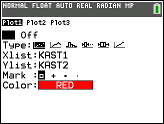 NORMAL FLOAT AUTO REAL RADIAN MP
Plot1 Plot2 Plot3
On Off
Type:
Xlist:KAST1
Ylist:KAST2
Mark :
Color: RED